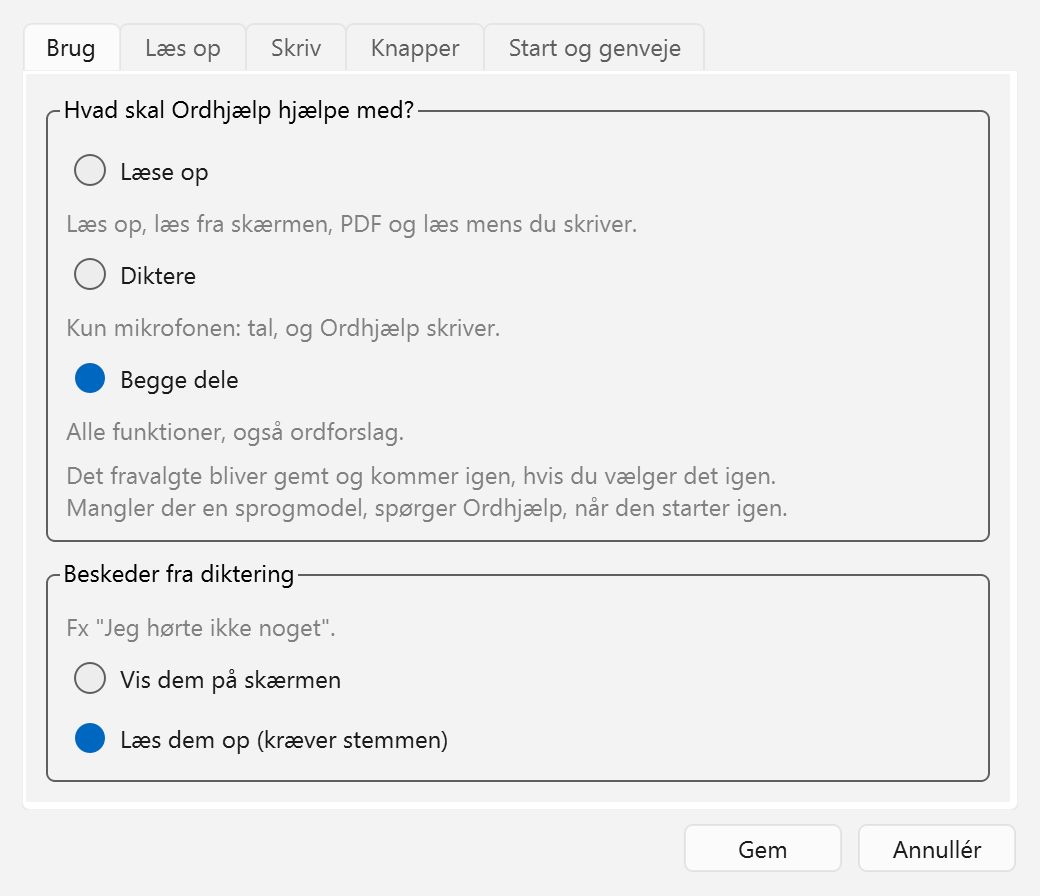 Brug
Læs op
Skriv
Knapper
Start og genveje
Hvad skal Ordhjælp hjælpe med?
Læse op
Læs op, læs fra skærmen, PDF og læs mens du skriver.
Diktere
Kun mikrofonen: tal, og Ordhjælp skriver.
Begge dele
Alle funktioner, også ordforslag.
Det fravalgte bliver gemt og kommer igen, hvis du vælger det igen.
Mangler der en sprogmodel, spørger Ordhjælp, når den starter igen.
Beskeder fra diktering
Fx "Jeg hørte ikke noget".
Vis dem på skærmen
Læs dem op (kræver stemmen)
Gem
Annullér